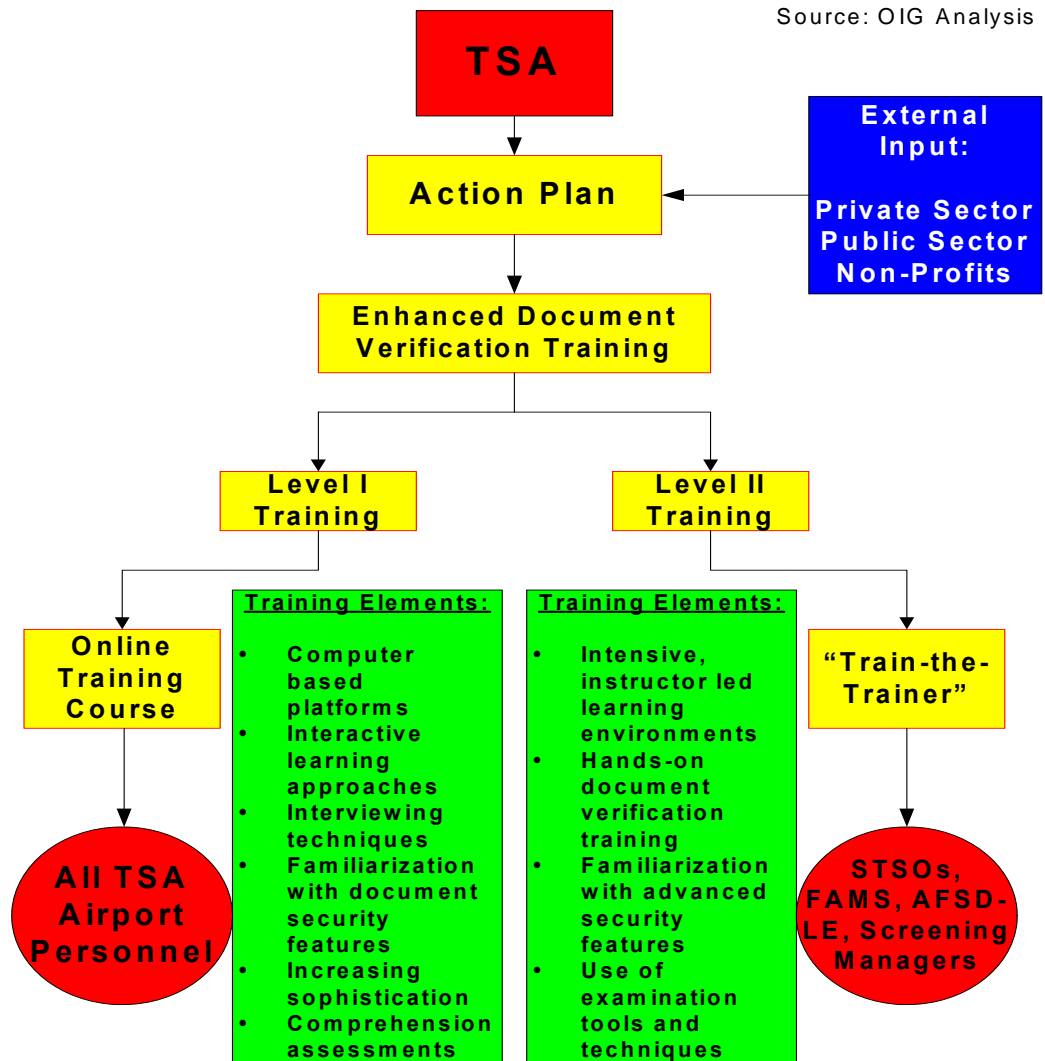 Source: OIG Analysis
TSA
External
Input:
Private Sector
Public Sector
Non-Profits
Action Plan
Enhanced Document
Verification Training
Level I
Training
Level II
Training
Online
Training
Course
Training Elements:
• Computer
based
platforms
• Interactive
learning
approaches
• Interviewing
techniques
• Familiarization
with document
security
features
• Increasing
sophistication
• Comprehension
assessments
Training Elements:
• Intensive,
instructor led
learning
environments
• Hands-on
document
verification
training
• Familiarization
with advanced
security
features
• Use of
examination
tools and
techniques
“Train-the-
Trainer”
All TSA
Airport
Personnel
STSOs,
FAMS, AFSD-
LE, Screening
Managers